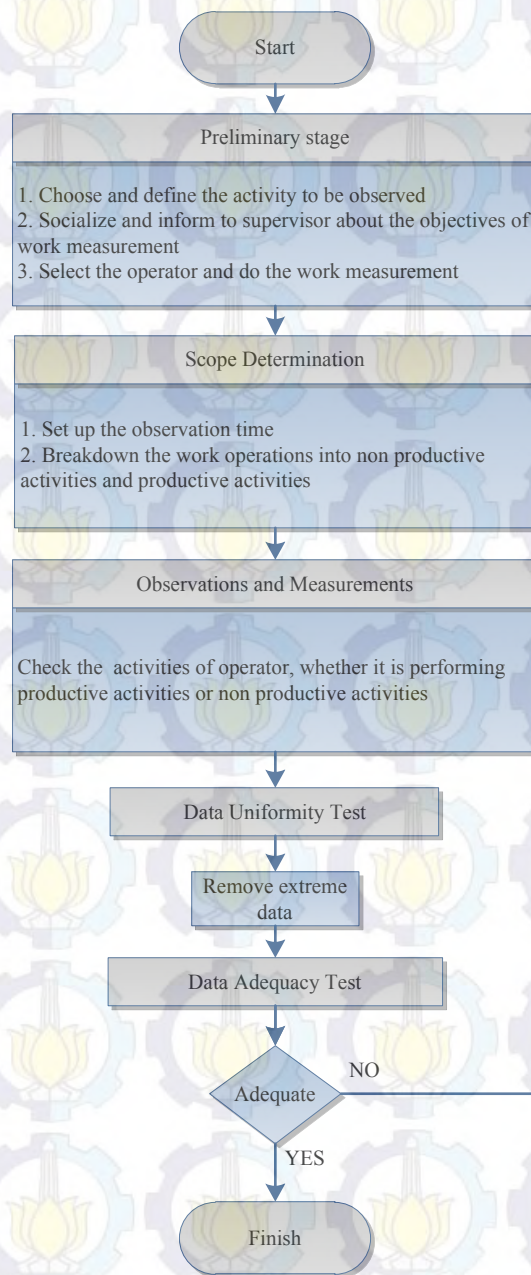 Start
Preliminary stage
1. Choose and define the activity to be observed
2. Socialize and inform to supervisor about the objectives of
work measurement
3. Select the operator and do the work measurement
Scope Determination
1. Set up the observation time
2. Breakdown the work operations into non productive
activities and productive activities
Observations and Measurements
Check the activities of operator, whether it is performing
productive activities or non productive activities
Data Uniformity Test
Remove extreme
data
Data Adequacy Test
NO
Adequate
YES
Finish